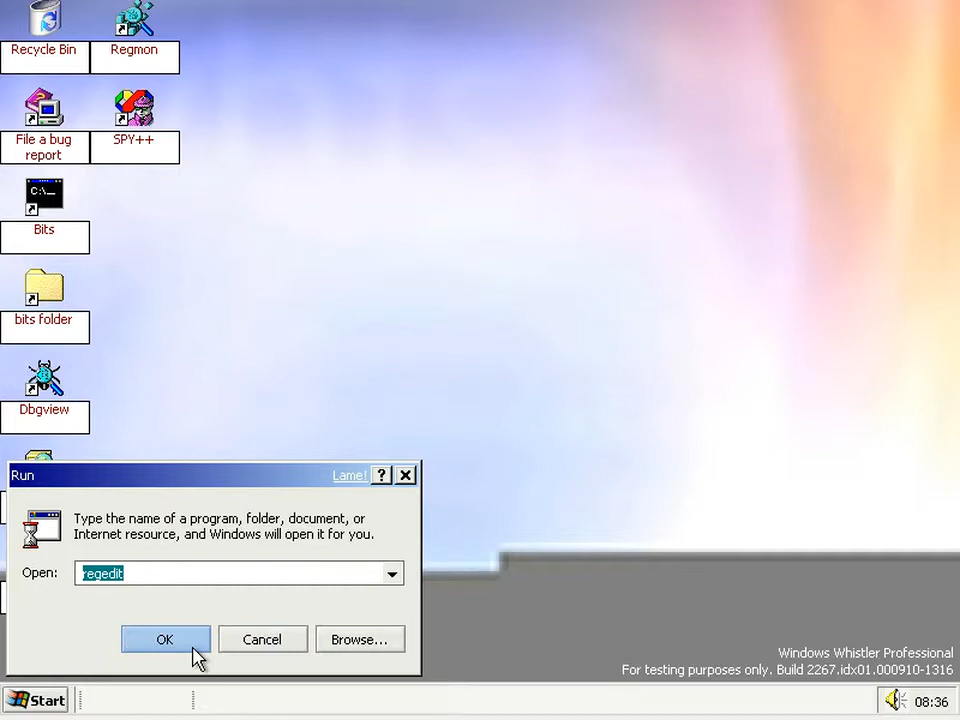 Recycle Bin
Regmon
File a bug
report
SPY++
C:\_
Bits
bits folder
Dbgview
Run
Lame!
?
Type the name of a program, folder, document, or
Internet resource, and Windows will open it for you.
Open:
regedit
OK
Cancel
Browse...
Windows Whistler Professional
For testing purposes only. Build 2267.idx01.000910-1316
Start
08:36